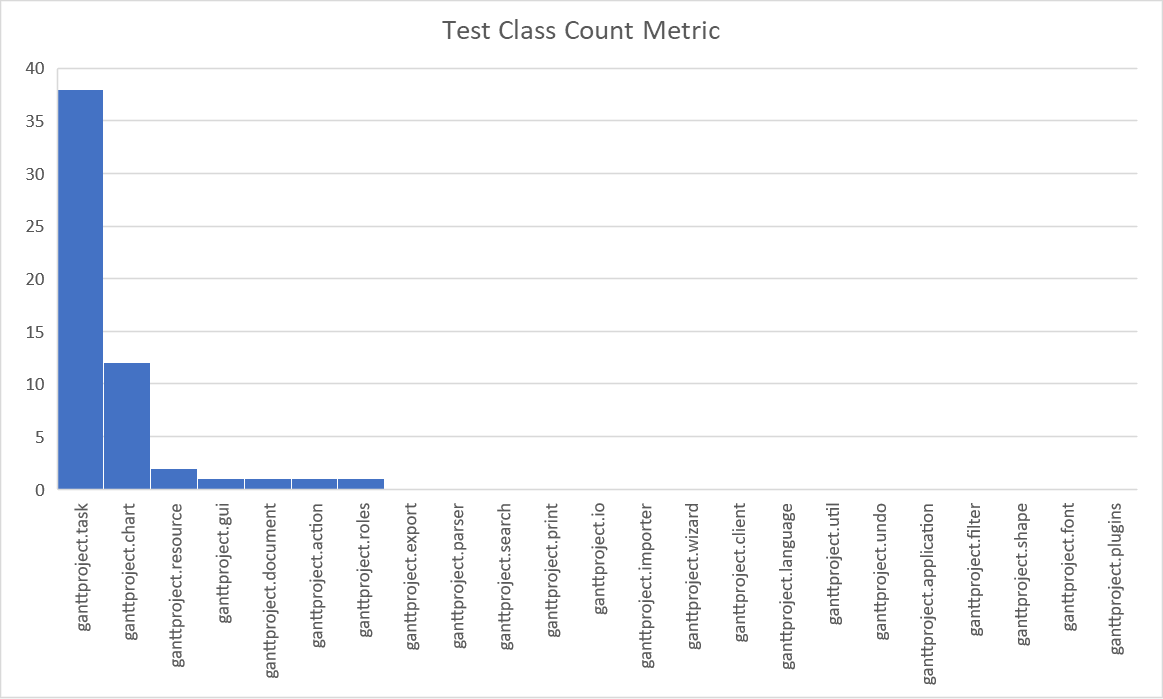 Test Class Count Metric
40
35
30
25
20
15
10
5
0
ganttproject.task
ganttproject.chart
ganttproject.resource
ganttproject.gui
ganttproject.document
ganttproject.action
ganttproject.roles
ganttproject.export
ganttproject.parser
ganttproject.search
ganttproject.print
ganttproject.io
ganttproject.importer
ganttproject.wizard
ganttproject.client
ganttproject.language
ganttproject.util
ganttproject.undo
ganttproject.application
ganttproject.filter
ganttproject.shape
ganttproject.font
ganttproject.plugins